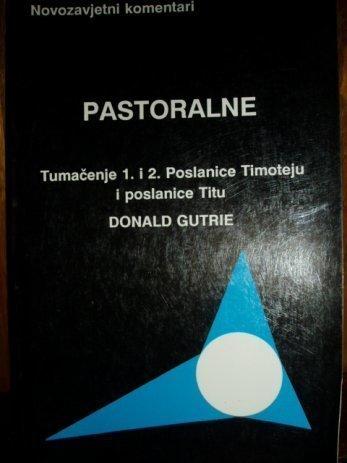 Novozavjetni komentari
PASTORALNE
Tumačenje 1. i 2. Poslanice Timoteju
i poslanice Titu
DONALD GUTRIE